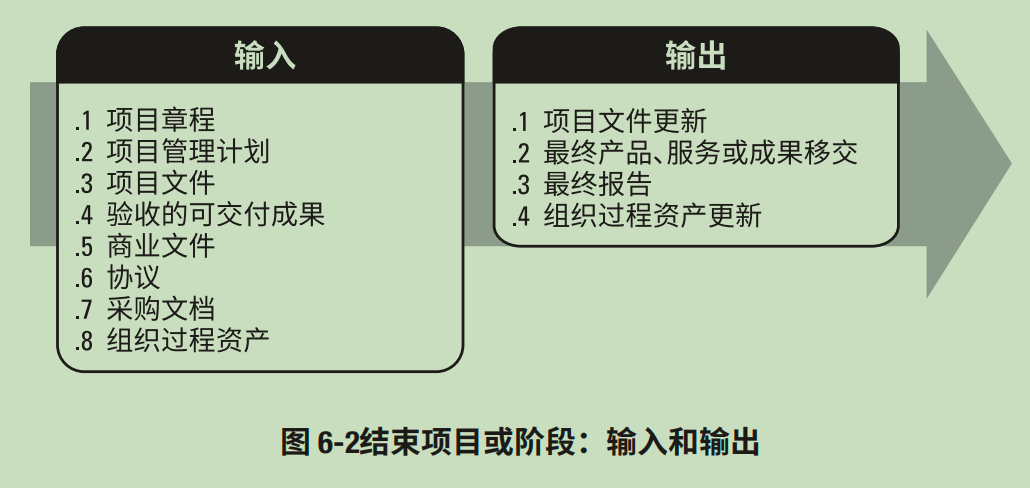 输入
.1 项目章程
.2 项目管理计划
.3 项目文件
.4 验收的可交付成果
.5 商业文件
.6 协议
.7 采购文档
.8 组织过程资产
输出
.1 项目文件更新
.2 最终产品、服务或成果移交
.3 最终报告
.4 组织过程资产更新
图 6-2结束项目或阶段：输入和输出